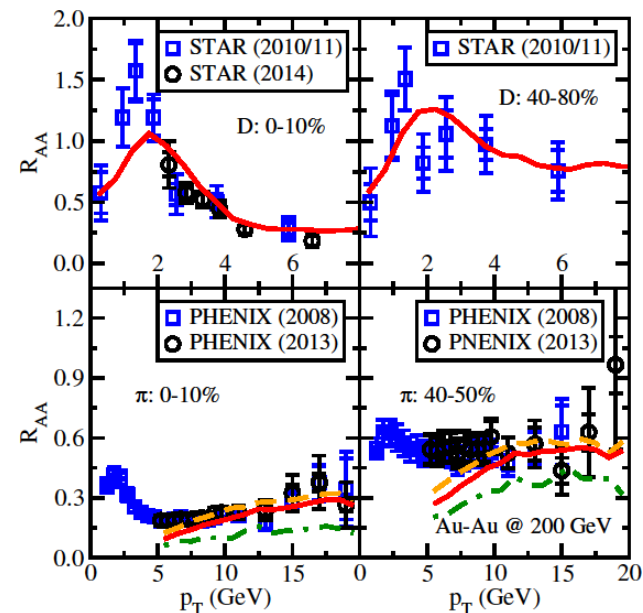 2.0
1.5
1.0
0.5
0.0
R_AA
STAR (2010/11)
STAR (2014)
D: 0-10%
2 4 6
STAR (2010/11)
D: 40-80%
2 4 6
1.2
0.9
0.6
0.3
0.0
R_AA
PHENIX (2008)
PHENIX (2013)
π: 0-10%
0 5 10 15
p_T (GeV)
PHENIX (2008)
PNENIX (2013)
π: 40-50%
Au-Au @ 200 GeV
0 5 10 15 20
p_T (GeV)